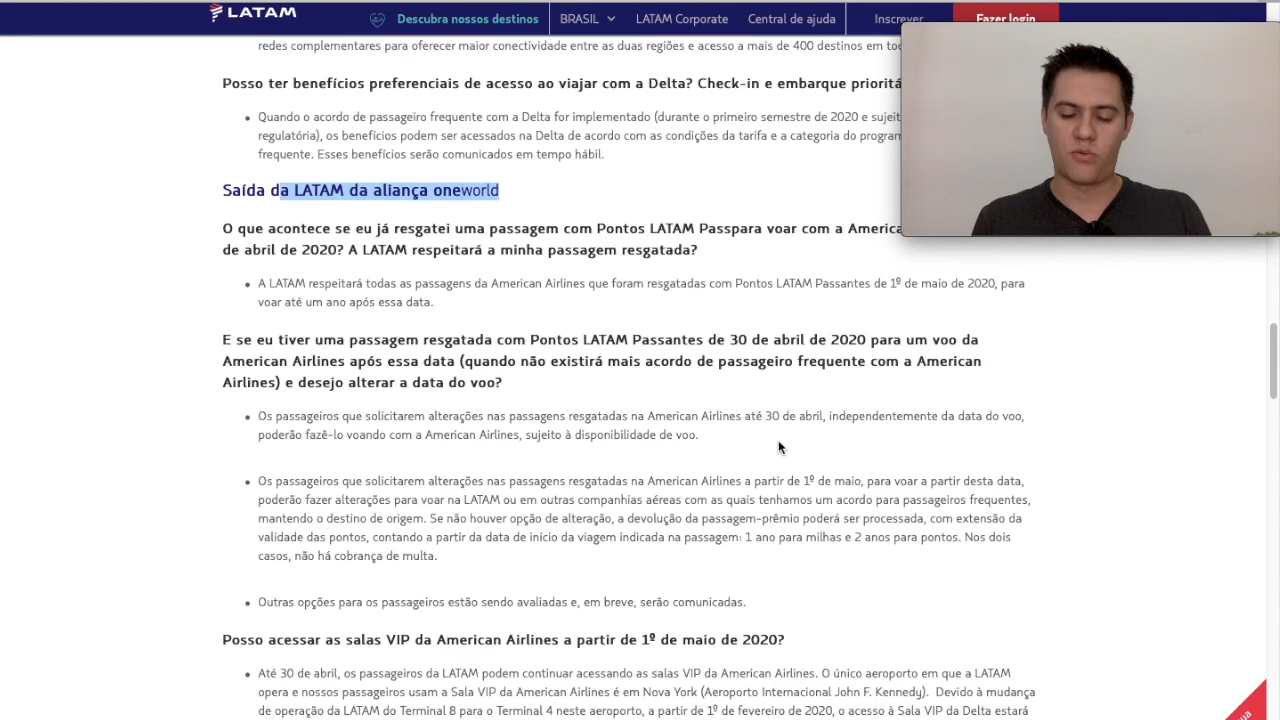 LATAM
Descubra nossos destinos
BRASIL
LATAM Corporate
Central de ajuda
Inscrever
Fazer login
redes complementares para oferecer maior conectividade entre as duas regiões e acesso a mais de 400 destinos em
Posso ter benefícios preferenciais de acesso ao viajar com a Delta? Check-in e embarque
Quando o acordo de passageiro frequente com a Delta for implementado (durante o primeiro semestre de 2020 e
regulatória), os benefícios podem ser acessados na Delta de acordo com as condições da tarifa e a categoria do
frequente. Esses benefícios serão comunicados em tempo hábil.
Saída da LATAM da aliança oneworld
O que acontece se eu já resgatei uma passagem com Pontos LATAM Passpara voar com a
de abril de 2020? A LATAM respeitará a minha passagem resgatada?
A LATAM respeitará todas as passagens da American Airlines que foram resgatadas com Pontos LATAM Passantes de 1º de maio de 2020, para
voar até um ano após essa data.
E se eu tiver uma passagem resgatada com Pontos LATAM Passantes de 30 de abril de 2020 para um voo da
American Airlines após essa data (quando não existirá mais acordo de passageiro frequente com a American
Airlines) e desejo alterar a data do voo?
Os passageiros que solicitarem alterações nas passagens resgatadas na American Airlines até 30 de abril, independentemente da data do voo,
poderão fazê-lo voando com a American Airlines, sujeito à disponibilidade de voo.
Os passageiros que solicitarem alterações nas passagens resgatadas na American Airlines a partir de 1º de maio, para voar a partir desta data,
poderão fazer alterações para voar na LATAM ou em outras companhias aéreas com as quais tenhamos um acordo para passageiros frequentes,
mantendo o destino de origem. Se não houver opção de alteração, a devolução da passagem-prêmio poderá ser processada, com extensão da
validade das pontos, contando a partir da data de início da viagem indicada na passagem: 1 ano para milhas e 2 anos para pontos. Nos dois
casos, não há cobrança de multa.
Outras opções para os passageiros estão sendo avaliadas e, em breve, serão comunicadas.
Posso acessar as salas VIP da American Airlines a partir de 1º de maio de 2020?
Até 30 de abril, os passageiros da LATAM podem continuar acessando as salas VIP da American Airlines. O único aeroporto em que a LATAM
opera e nossos passageiros usam a Sala VIP da American Airlines é em Nova York (Aeroporto Internacional John F. Kennedy). Devido à mudança
de operação da LATAM do Terminal 8 para o Terminal 4 neste aeroporto, a partir de 1º de fevereiro de 2020, o acesso à Sala VIP da Delta estará